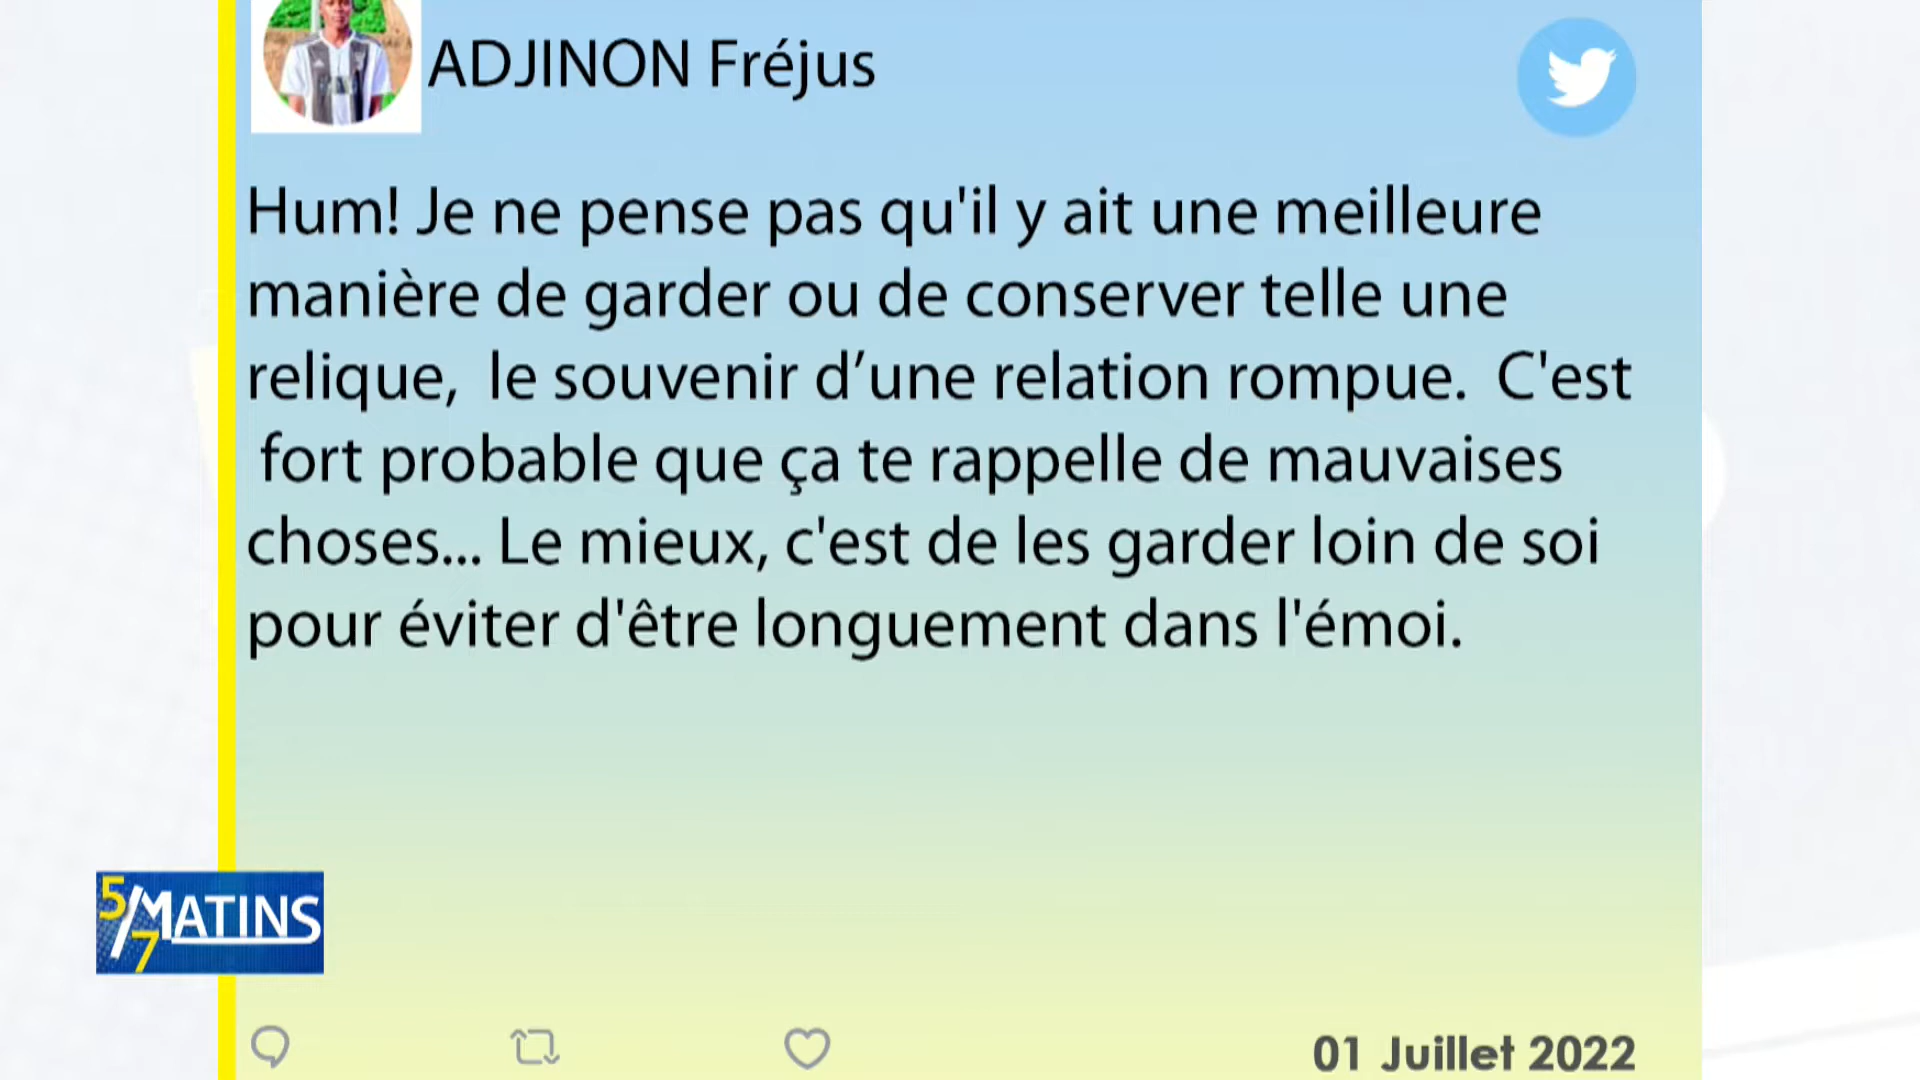 ADJINON Fréjus
Hum! Je ne pense pas qu'il y ait une meilleure
manière de garder ou de conserver telle une
relique,  le souvenir d’une relation rompue.  C'est
fort probable que ça te rappelle de mauvaises
choses... Le mieux, c'est de les garder loin de soi
pour éviter d'être longuement dans l'émoi.
5/7 MATINS
01 Juillet 2022